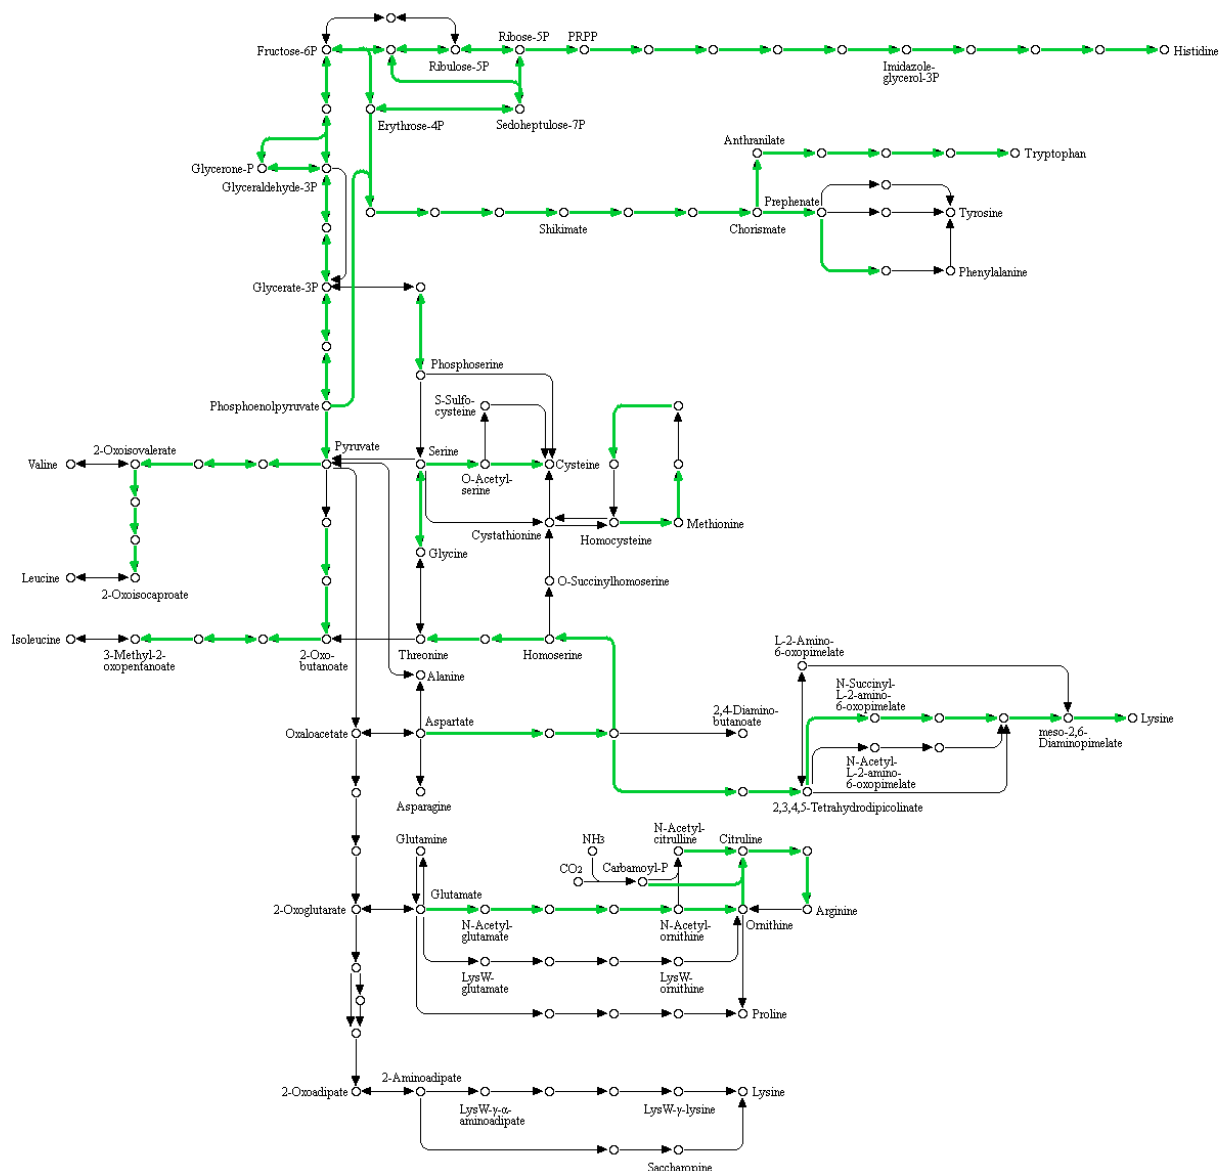 Fructose-6P
Ribulose-5P
Ribose-5P
PRPP
Imidazole-
glycerol-3P
Histidine
Erythrose-4P
Sedoheptulose-7P
Glycerone-P
Glyceraldehyde-3P
Anthranilate
Tryptophan
Shikimate
Chorismate
Prephenate
Tyrosine
Phenylalanine
Glycerate-3P
Phosphoserine
Phosphoenolpyruvate
S-Sulfo-
cysteine
Valine
2-Oxoisovalerate
Pyruvate
Serine
O-Acetyl-
serine
Cysteine
Cystathionine
Homocysteine
Methionine
Glycine
Leucine
2-Oxoisocaproate
O-Succinylhomoserine
Isoleucine
3-Methyl-2-
oxopentanoate
2-Oxo-
butanoate
Threonine
Homoserine
Alanine
L-2-Amino-
6-oxopimelate
N-Succinyl-
L-2-amino-
6-oxopimelate
Oxaloacetate
Aspartate
2,4-Diamino-
butanoate
meso-2,6-
Diaminopimelate
Lysine
N-Acetyl-
L-2-amino-
6-oxopimelate
Asparagine
2,3,4,5-Tetrahydrodipicolinate
Glutamine
NH3
N-Acetyl-
citrulline
Citruline
CO2
Carbamoyl-P
2-Oxoglutarate
Glutamate
N-Acetyl-
glutamate
N-Acetyl-
ornithine
Ornithine
Arginine
LysW-
glutamate
LysW-
ornithine
Proline
2-Oxoadipate
2-Aminoadipate
LysW-γ-α-
aminoadipate
LysW-γ-lysine
Lysine
Saccharopine